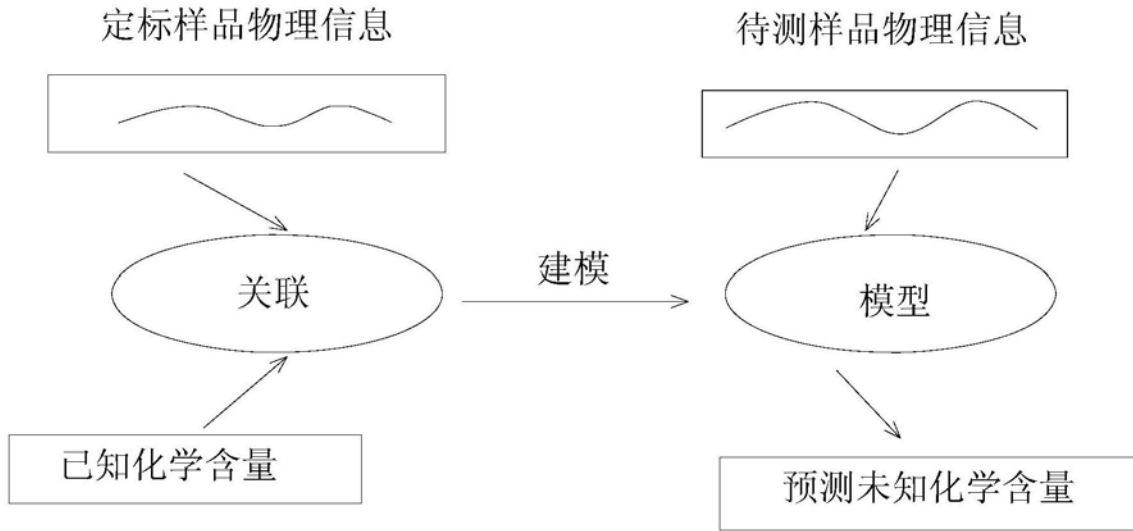 定标样品物理信息
待测样品物理信息
关联
建模
模型
已知化学含量
预测未知化学含量